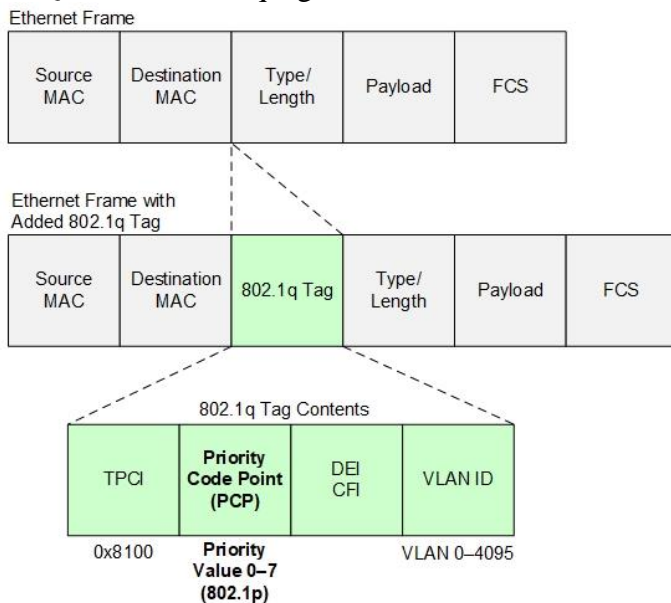 Ethernet Frame
Source
MAC
Destination
MAC
Type/
Length
Payload
FCS
Ethernet Frame with
Added 802.1q Tag
Source
MAC
Destination
MAC
802.1q Tag
Type/
Length
Payload
FCS
802.1q Tag Contents
TPCI
Priority
Code Point
(PCP)
DEI
CFI
VLAN ID
0x8100
Priority
Value 0–7
(802.1p)
VLAN 0–4095